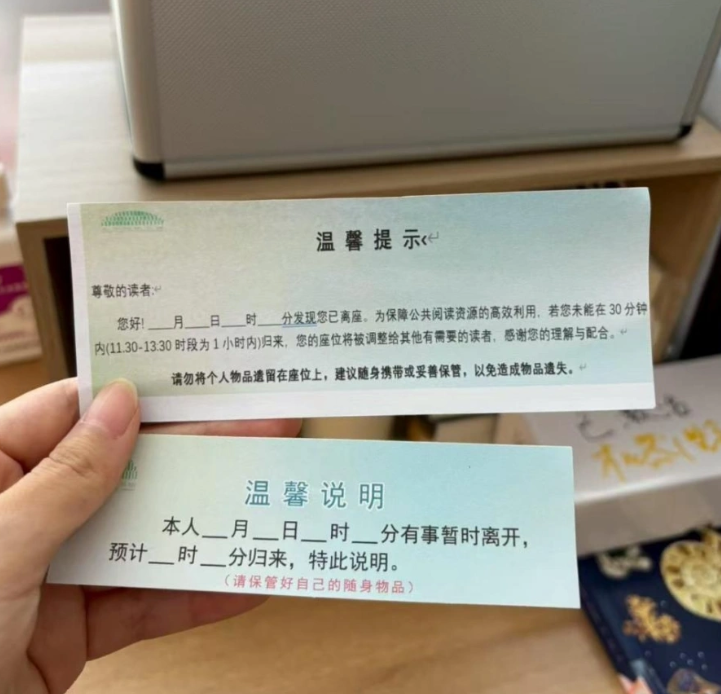 温馨提示
尊敬的读者:
您好!____月____日____时____分发现您已离座。为保障公共阅读资源的高效利用，若您未能在30分钟
内(11.30-13:30时段为1小时内)归来，您的座位将被调整给其他有需要的读者，感谢您的理解与配合。
请勿将个人物品遗留在座位上，建议随身携带或妥善保管，以免造成物品遗失。
温馨说明
本人__月__日__时__分有事暂时离开，
预计__时__分归来，特此说明。
（请保管好自己的随身物品）